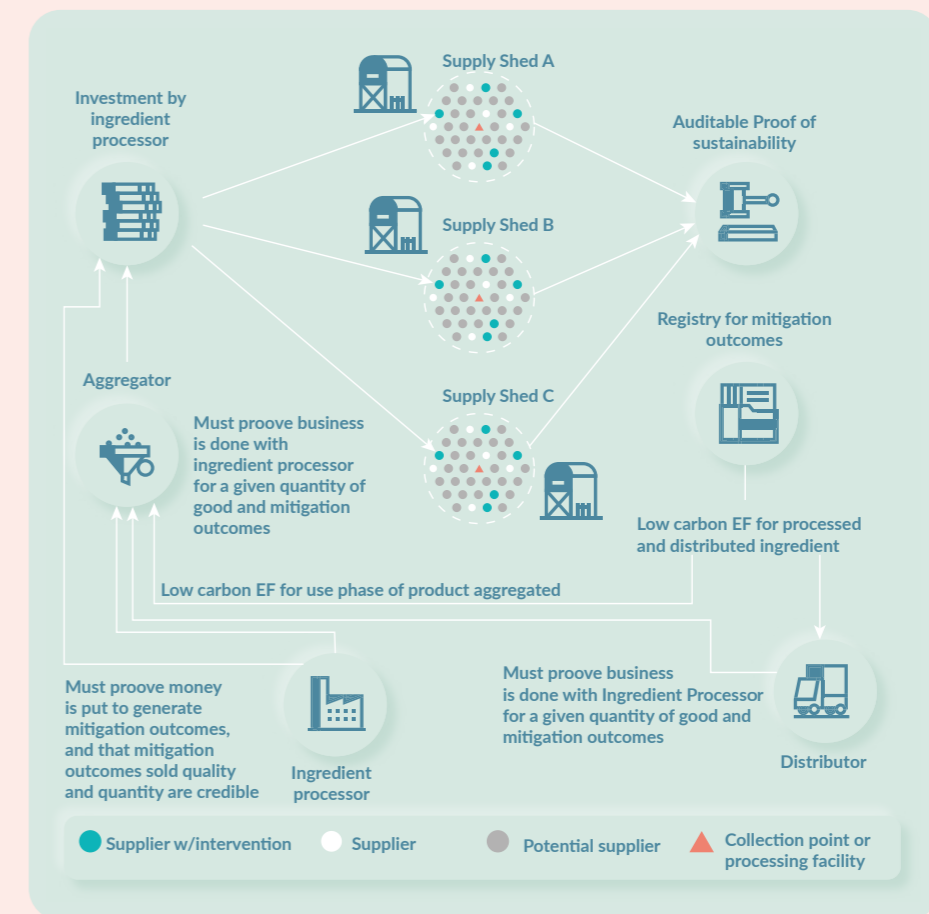 Supply Shed A
Investment by
ingredient
processor
Auditable Proof of
sustainability
Supply Shed B
Registry for mitigation
outcomes
Aggregator
Supply Shed C
Must proove business
is done with
ingredient processor
for a given quantity of
good and mitigation
outcomes
Low carbon EF for processed
and distributed ingredient
Low carbon EF for use phase of product aggregated
Must proove money
is put to generate
mitigation outcomes,
and that mitigation
outcomes sold quality
and quantity are credible
Ingredient
processor
Must proove business
is done with Ingredient Processor
for a given quantity of good and
mitigation outcomes
Distributor
Supplier w/intervention
Supplier
Potential supplier
Collection point or
processing facility